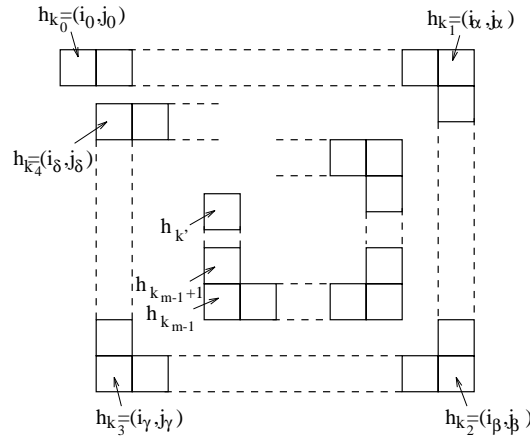 h_{k_0}=(i_0,j_0)
h_{k_1}=(i_α,j_α)
h_{k_4}=(i_δ,j_δ)
h_{k'}
h_{k_{m-1}+1}
h_{k_{m-1}}
h_{k_3}=(i_γ,j_γ)
h_{k_2}=(i_β,j_β)